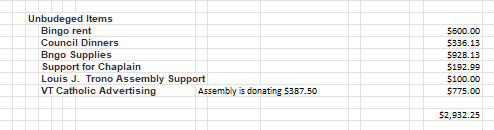 Unbudgeed Items
Bingo rent $600.00
Council Dinners $336.13
Bngo Supplies $928.13
Support for Chaplain $192.99
Louis J. Trono Assembly Support $100.00
VT Catholic Advertising Assembly is donating $387.50 $775.00
$2,932.25